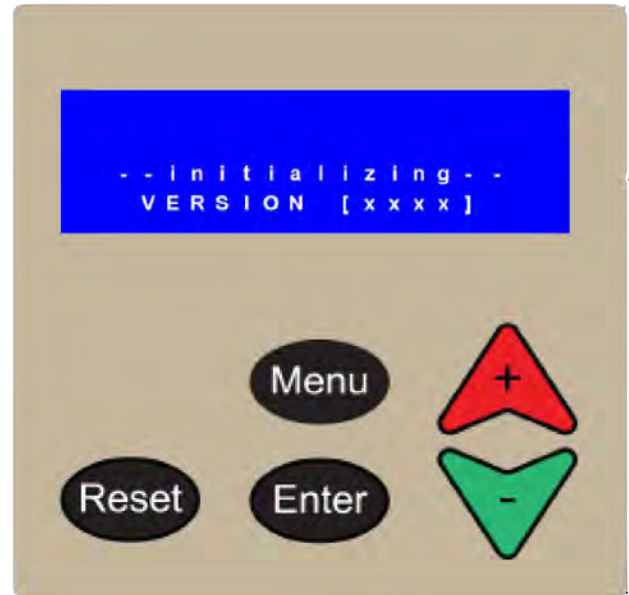 --initializing--
VERSION [xxxx]
Menu
+
Reset
Enter
-